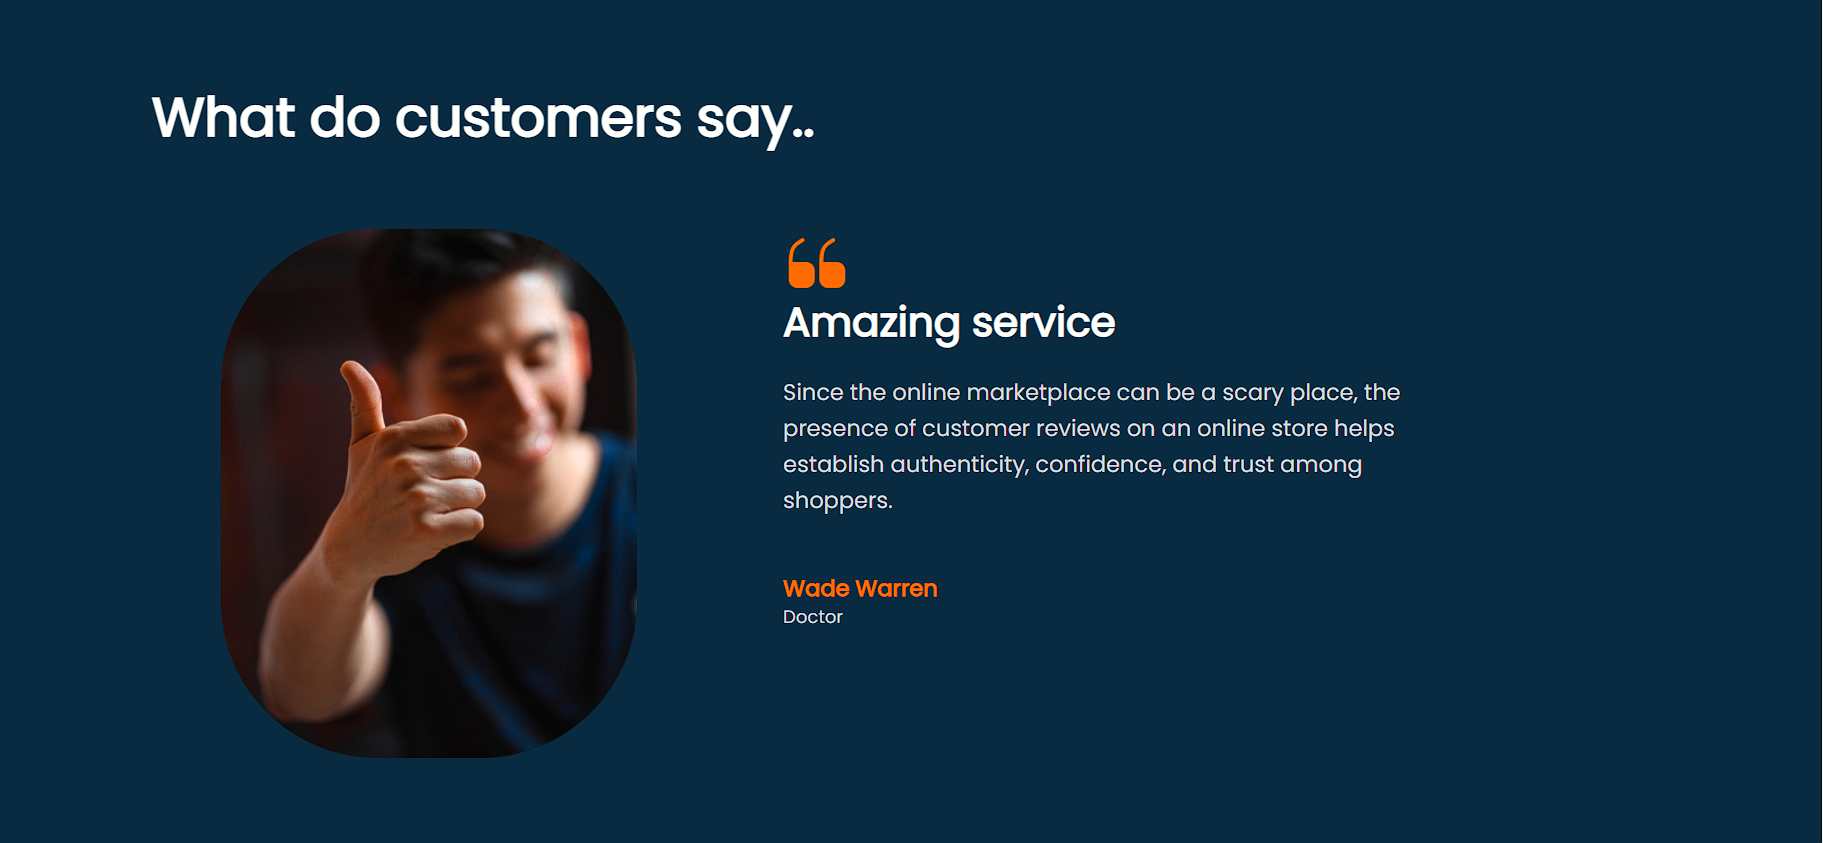 What do customers say..
Amazing service
Since the online marketplace can be a scary place, the
presence of customer reviews on an online store helps
establish authenticity, confidence, and trust among
shoppers.
Wade Warren
Doctor